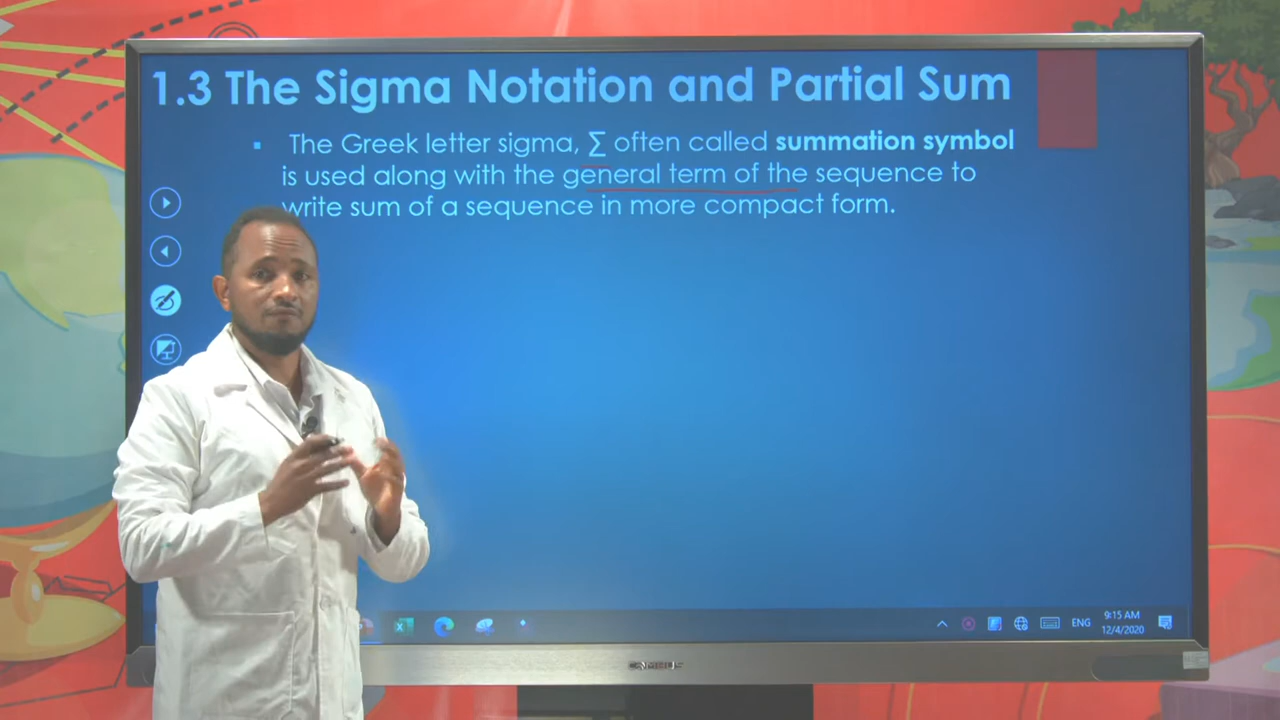 1.3 The Sigma Notation and Partial Sum
▪ The Greek letter sigma, ∑ often called summation symbol
is used along with the general term of the sequence to
write sum of a sequence in more compact form.
ENG
9:15 AM
12/4/2020